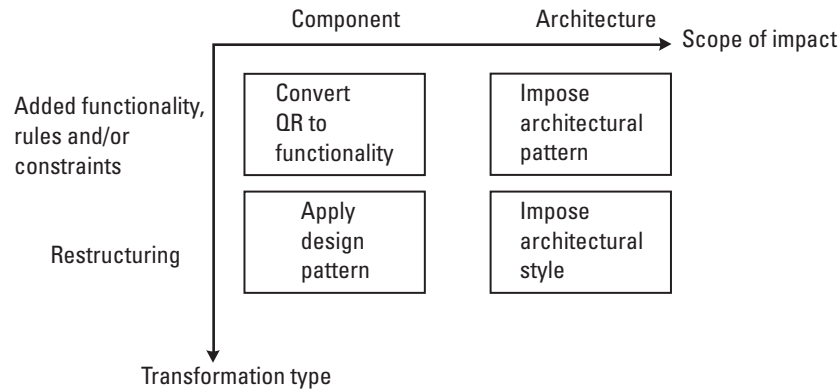 Component
Architecture
Scope of impact
Added functionality,
rules and/or
constraints
Convert
QR to
functionality
Impose
architectural
pattern
Restructuring
Apply
design
pattern
Impose
architectural
style
Transformation type